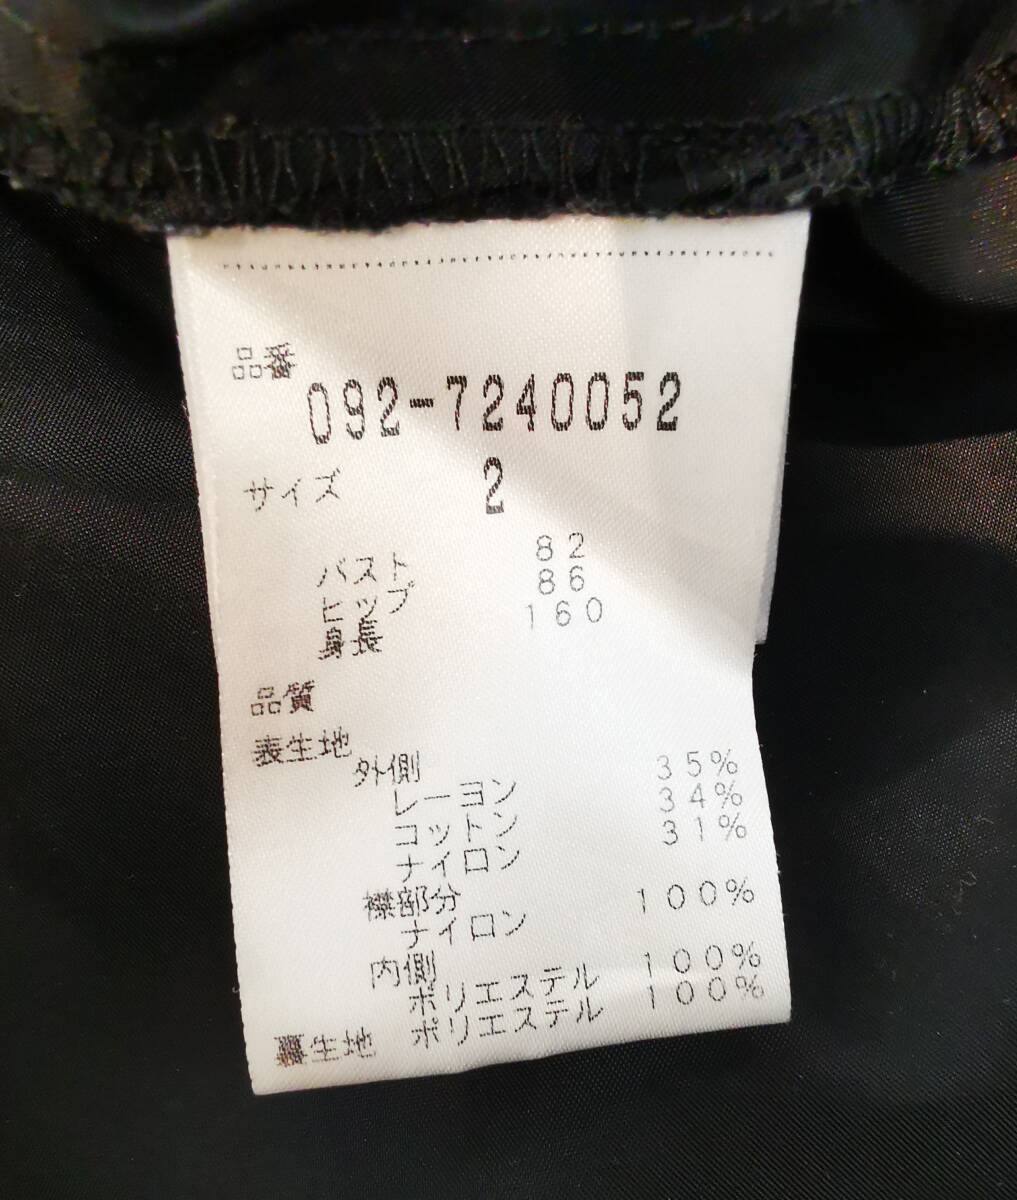 品番
092-7240052
サイズ 2
バスト 82
ヒップ 86
身長 160
品質
表生地
外側
レーヨン 35%
コットン 34%
ナイロン 31%
襟部分
ナイロン 100%
内側
ポリエステル 100%
裏生地 ポリエステル 100%